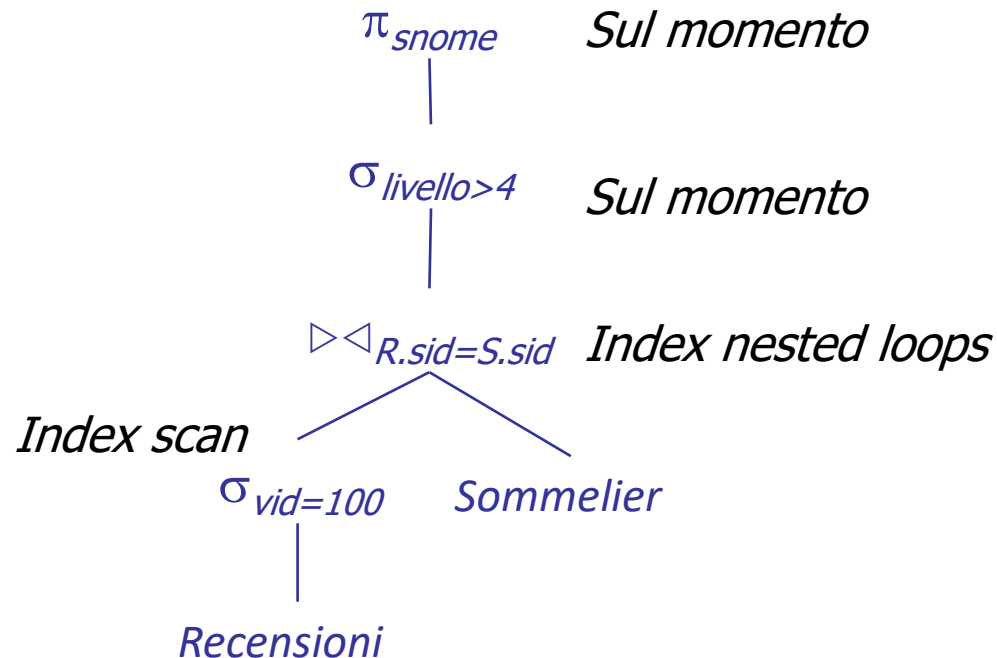 π snome Sul momento
σ livello>4 Sul momento
▷◁ R.sid=S.sid Index nested loops
Index scan
σ vid=100 Sommelier
Recensioni